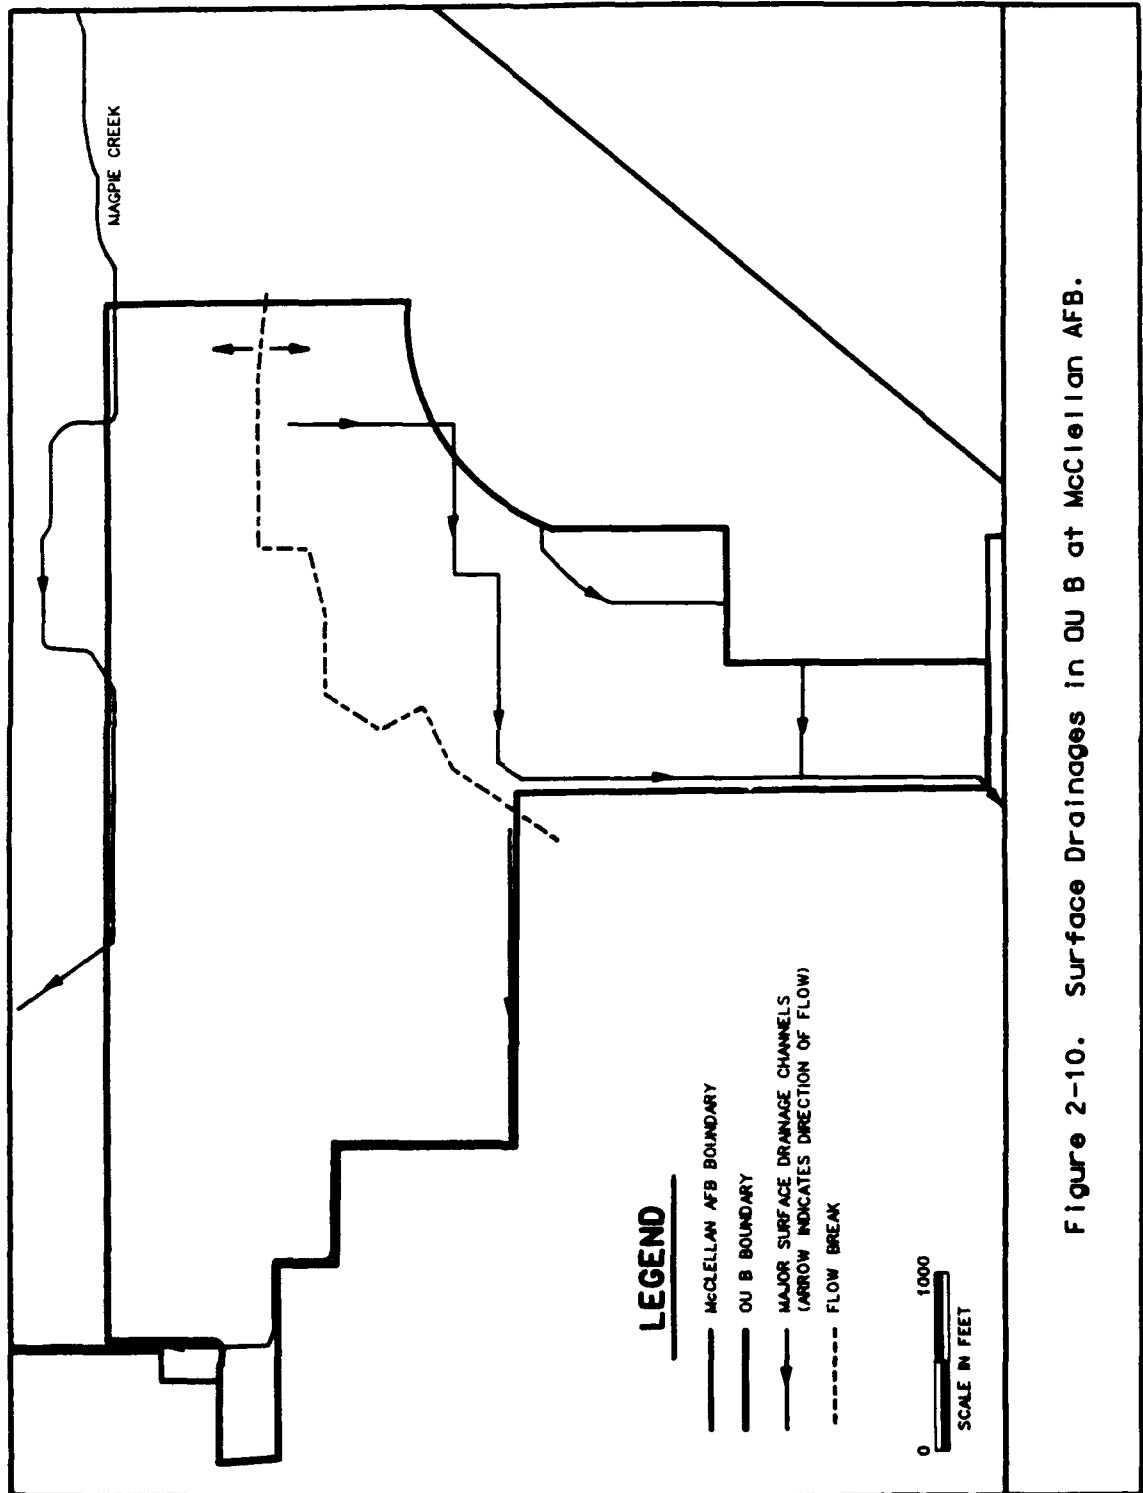 MAGPIE CREEK
LEGEND
McCLELLAN AFB BOUNDARY
OU B BOUNDARY
MAJOR SURFACE DRAINAGE CHANNELS
(ARROW INDICATES DIRECTION OF FLOW)
FLOW BREAK
0 1000
SCALE IN FEET
Figure 2-10. Surface Drainages in OU B at McClellan AFB.